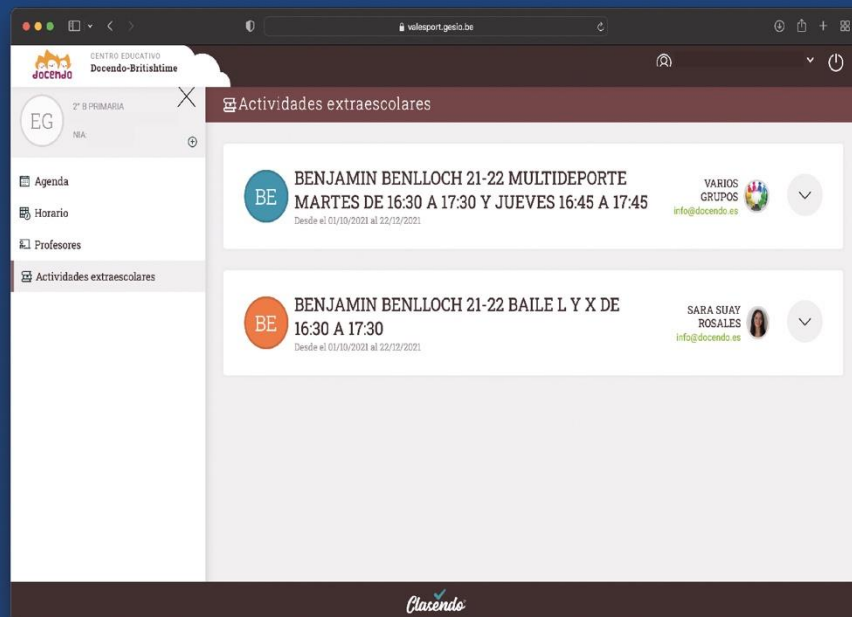 valesport.gesio.be
docendo
CENTRO EDUCATIVO
Docendo-Britishtime
EG
2º B PRIMARIA
NIA:
Agenda
Horario
Profesores
Actividades extraescolares
Actividades extraescolares
BE
BENJAMIN BENLLOCH 21-22 MULTIDEPORTE
MARTES DE 16:30 A 17:30 Y JUEVES 16:45 A 17:45
Desde el 01/10/2021 al 22/12/2021
VARIOS
GRUPOS
info@docendo.es
BE
BENJAMIN BENLLOCH 21-22 BAILE L Y X DE
16:30 A 17:30
Desde el 01/10/2021 al 22/12/2021
SARA SUAY
ROSALES
info@docendo.es
Clasendo